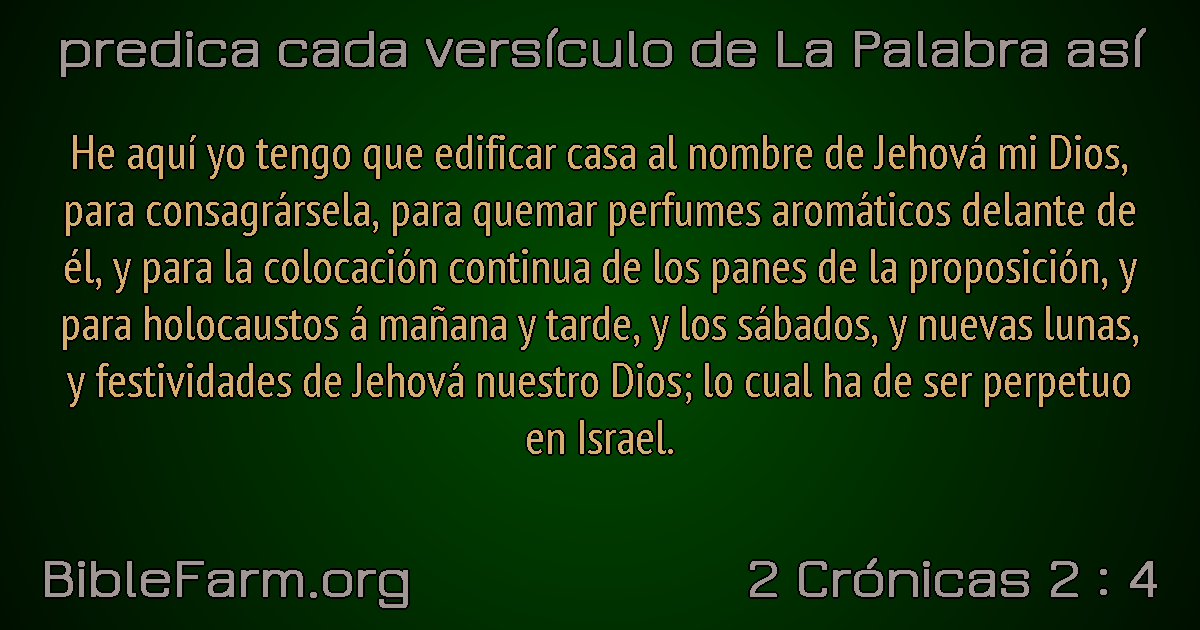 predica cada versículo de La Palabra así
He aquí yo tengo que edificar casa al nombre de Jehová mi Dios,
para consagrársela, para quemar perfumes aromáticos delante de
él, y para la colocación continua de los panes de la proposición, y
para holocaustos á mañana y tarde, y los sábados, y nuevas lunas,
y festividades de Jehová nuestro Dios; lo cual ha de ser perpetuo
en Israel.
BibleFarm.org
2 Crónicas 2 : 4